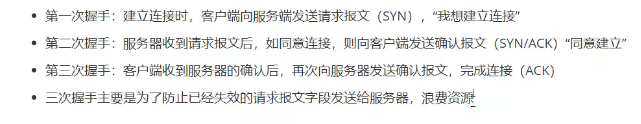 • 第一次握手：建立连接时，客户端向服务端发送请求报文（SYN），“我想建立连接”
• 第二次握手：服务器收到请求报文后，如同意连接，则向客户端发送确认报文（SYN/ACK）“同意建立”
• 第三次握手：客户端收到服务器的确认后，再次向服务器发送确认报文，完成连接（ACK）
• 三次握手主要是为了防止已经失效的请求报文字段发送给服务器，浪费资源